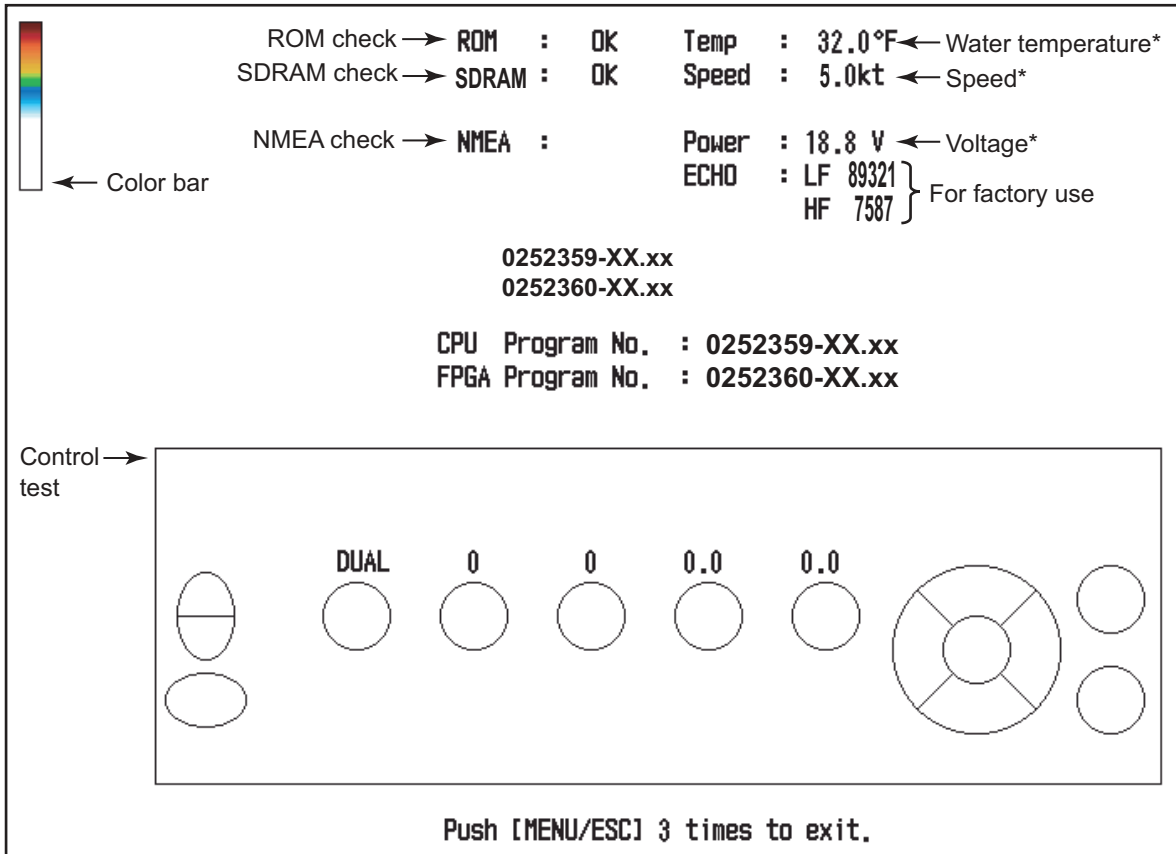 ROM check ROM : OK Temp : 32.0°F Water temperature*
SDRAM check SDRAM : OK Speed : 5.0kt Speed*
NMEA check NMEA : Power : 18.8 V Voltage*
Color bar ECHO : LF 89321 For factory use
HF 7587
0252359-XX.xx
0252360-XX.xx
CPU Program No. : 0252359-XX.xx
FPGA Program No. : 0252360-XX.xx
Control
test
DUAL 0 0 0.0 0.0
Push [MENU/ESC] 3 times to exit.